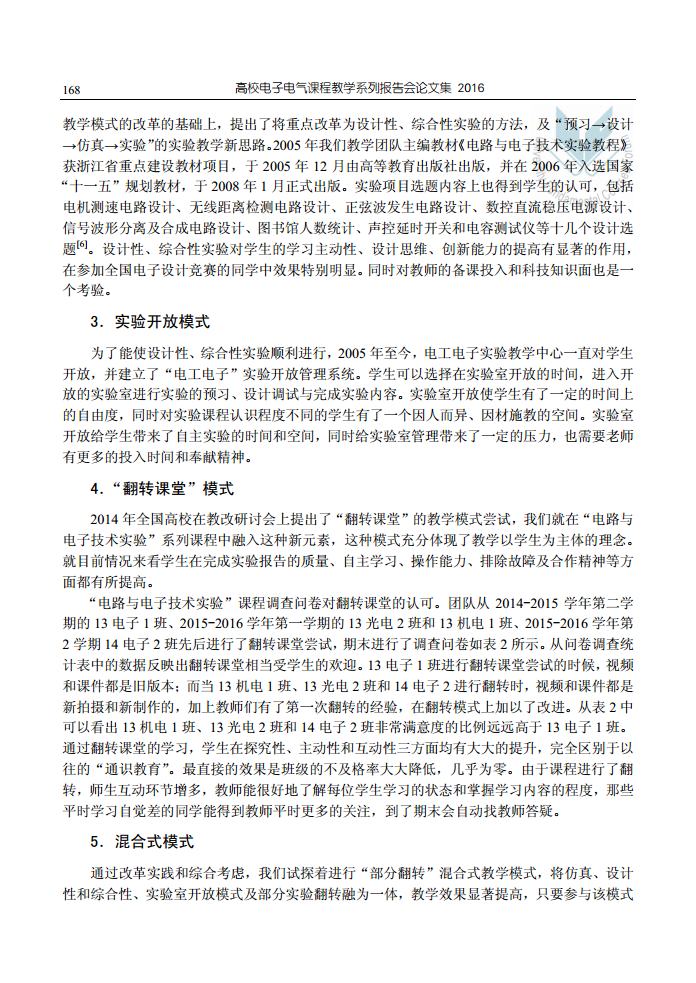 168
高校电子电气课程教学系列报告会论文集 2016
教学模式的改革的基础上，提出了将重点改革为设计性、综合性实验的方法，及“预习→设计
→仿真→实验”的实验教学新思路。2005 年我们教学团队主编教材《电路与电子技术实验教程》
获浙江省重点建设教材项目，于 2005 年 12 月由高等教育出版社出版，并在 2006 年入选国家
“十一五”规划教材，于 2008 年 1 月正式出版。实验项目选题内容上也得到学生的认可，包括
电机测速电路设计、无线距离检测电路设计、正弦波发生电路设计、数控直流稳压电源设计、
信号波形分离及合成电路设计、图书馆人数统计、声控延时开关和电容测试仪等十几个设计选
题[6]。设计性、综合性实验对学生的学习主动性、设计思维、创新能力的提高有显著的作用，
在参加全国电子设计竞赛的同学中效果特别明显。同时对教师的备课投入和科技知识面也是一
个考验。
3．实验开放模式
为了能使设计性、综合性实验顺利进行，2005 年至今，电工电子实验教学中心一直对学生
开放，并建立了“电工电子”实验开放管理系统。学生可以选择在实验室开放的时间，进入开
放的实验室进行实验的预习、设计调试与完成实验内容。实验室开放使学生有了一定的时间上
的自由度，同时对实验课程认识程度不同的学生有了一个因人而异、因材施教的空间。实验室
开放给学生带来了自主实验的时间和空间，同时给实验室管理带来了一定的压力，也需要老师
有更多的投入时间和奉献精神。
4．“翻转课堂”模式
2014 年全国高校在教改研讨会上提出了“翻转课堂”的教学模式尝试，我们就在“电路与
电子技术实验”系列课程中融入这种新元素，这种模式充分体现了教学以学生为主体的理念。
就目前情况来看学生在完成实验报告的质量、自主学习、操作能力、排除故障及合作精神等方
面都有所提高。
“电路与电子技术实验”课程调查问卷对翻转课堂的认可。团队从 2014-2015 学年第二学
期的 13 电子 1 班、2015-2016 学年第一学期的 13 光电 2 班和 13 机电 1 班、2015-2016 学年第
2 学期 14 电子 2 班先后进行了翻转课堂尝试，期末进行了调查问卷如表 2 所示。从问卷调查统
计表中的数据反映出翻转课堂相当受学生的欢迎。13 电子 1 班进行翻转课堂尝试的时候，视频
和课件都是旧版本；而当 13 机电 1 班、13 光电 2 班和 14 电子 2 进行翻转时，视频和课件都是
新拍摄和新制作的，加上教师们有了第一次翻转的经验，在翻转模式上加以了改进。从表 2 中
可以看出 13 机电 1 班、13 光电 2 班和 14 电子 2 班非常满意度的比例远远高于 13 电子 1 班。
通过翻转课堂的学习，学生在探究性、主动性和互动性三方面均有大大的提升，完全区别于以
往的“通识教育”。最直接的效果是班级的不及格率大大降低，几乎为零。由于课程进行了翻
转，师生互动环节增多，教师能很好地了解每位学生学习的状态和掌握学习内容的程度，那些
平时学习自觉差的同学能得到教师平时更多的关注，到了期末会自动找教师答疑。
5．混合式模式
通过改革实践和综合考虑，我们试探着进行“部分翻转”混合式教学模式，将仿真、设计
性和综合性、实验室开放模式及部分实验翻转融为一体，教学效果显著提高，只要参与该模式